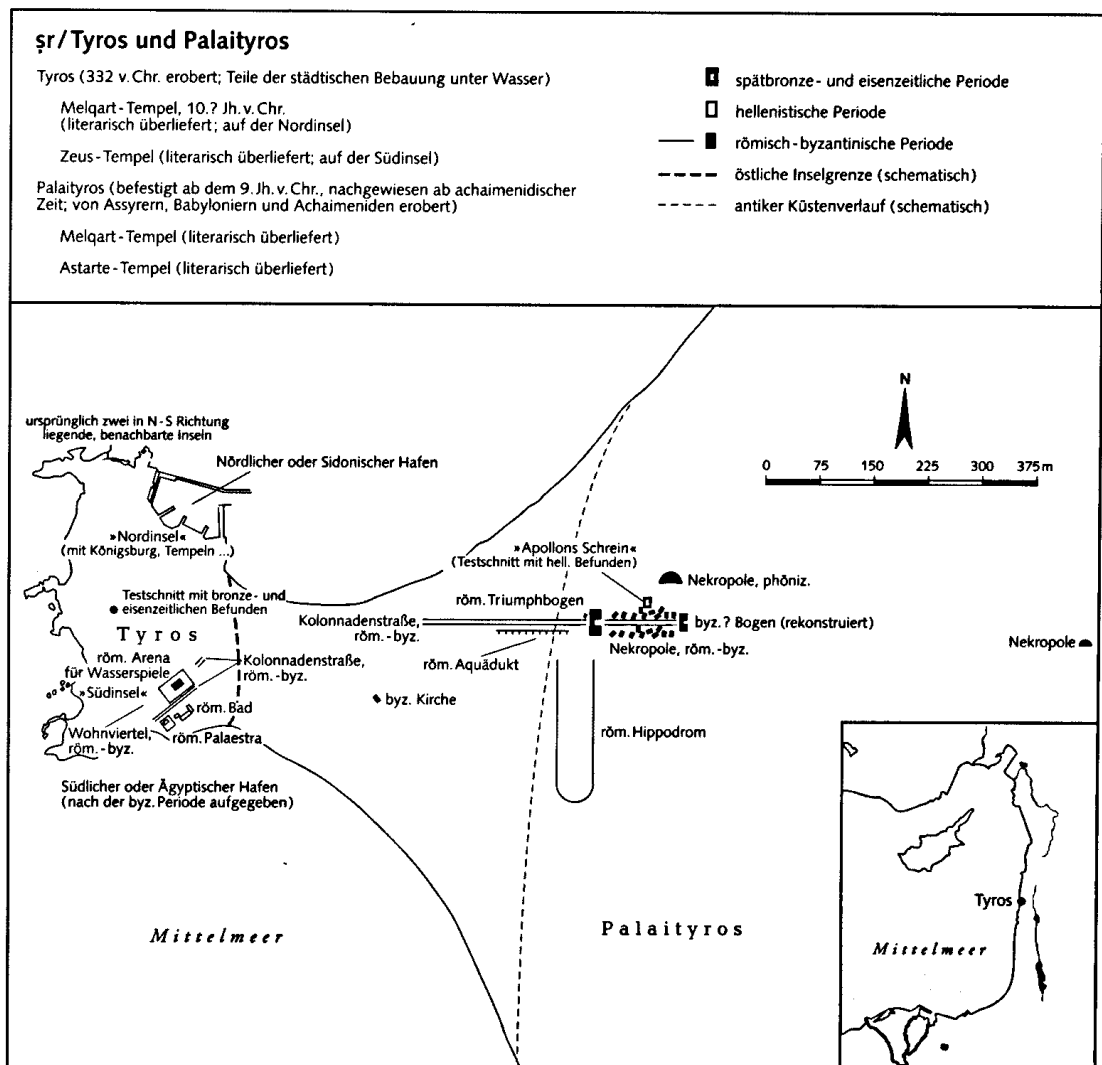 ṣr/Tyros und Palaityros
Tyros (332 v. Chr. erobert; Teile der städtischen Bebauung unter Wasser)
Melqart-Tempel, 10.? Jh. v. Chr.
(literarisch überliefert; auf der Nordinsel)
Zeus-Tempel (literarisch überliefert; auf der Südinsel)
Palaityros (befestigt ab dem 9. Jh. v. Chr., nachgewiesen ab achaimenidischer
Zeit; von Assyrern, Babyloniern und Achaimeniden erobert)
Melqart-Tempel (literarisch überliefert)
Astarte-Tempel (literarisch überliefert)
spätbronze- und eisenzeitliche Periode
hellenistische Periode
römisch-byzantinische Periode
östliche Inselgrenze (schematisch)
antiker Küstenverlauf (schematisch)
N
0 75 150 225 300 375 m
ursprünglich zwei in N-S Richtung
liegende, benachbarte Inseln
Nördlicher oder Sidonischer Hafen
»Nordinsel«
(mit Königsburg, Tempeln ...)
Testschnitt mit bronze- und
eisenzeitlichen Befunden
Tyros
röm. Arena
für Wasserspiele
»Südinsel«
Kolonnadenstraße,
röm.-byz.
röm. Bad
Wohnviertel,
röm.-byz.
röm. Palaestra
Südlicher oder Ägyptischer Hafen
(nach der byz. Periode aufgegeben)
»Apollons Schrein«
(Testschnitt mit hell. Befunden)
Nekropole, phöniz.
röm. Triumphbogen
Kolonnadenstraße,
röm.-byz.
byz.? Bogen (rekonstruiert)
röm. Aquädukt
Nekropole, röm.-byz.
Nekropole
byz. Kirche
röm. Hippodrom
Mittelmeer
Palaityros
Tyros
Mittelmeer